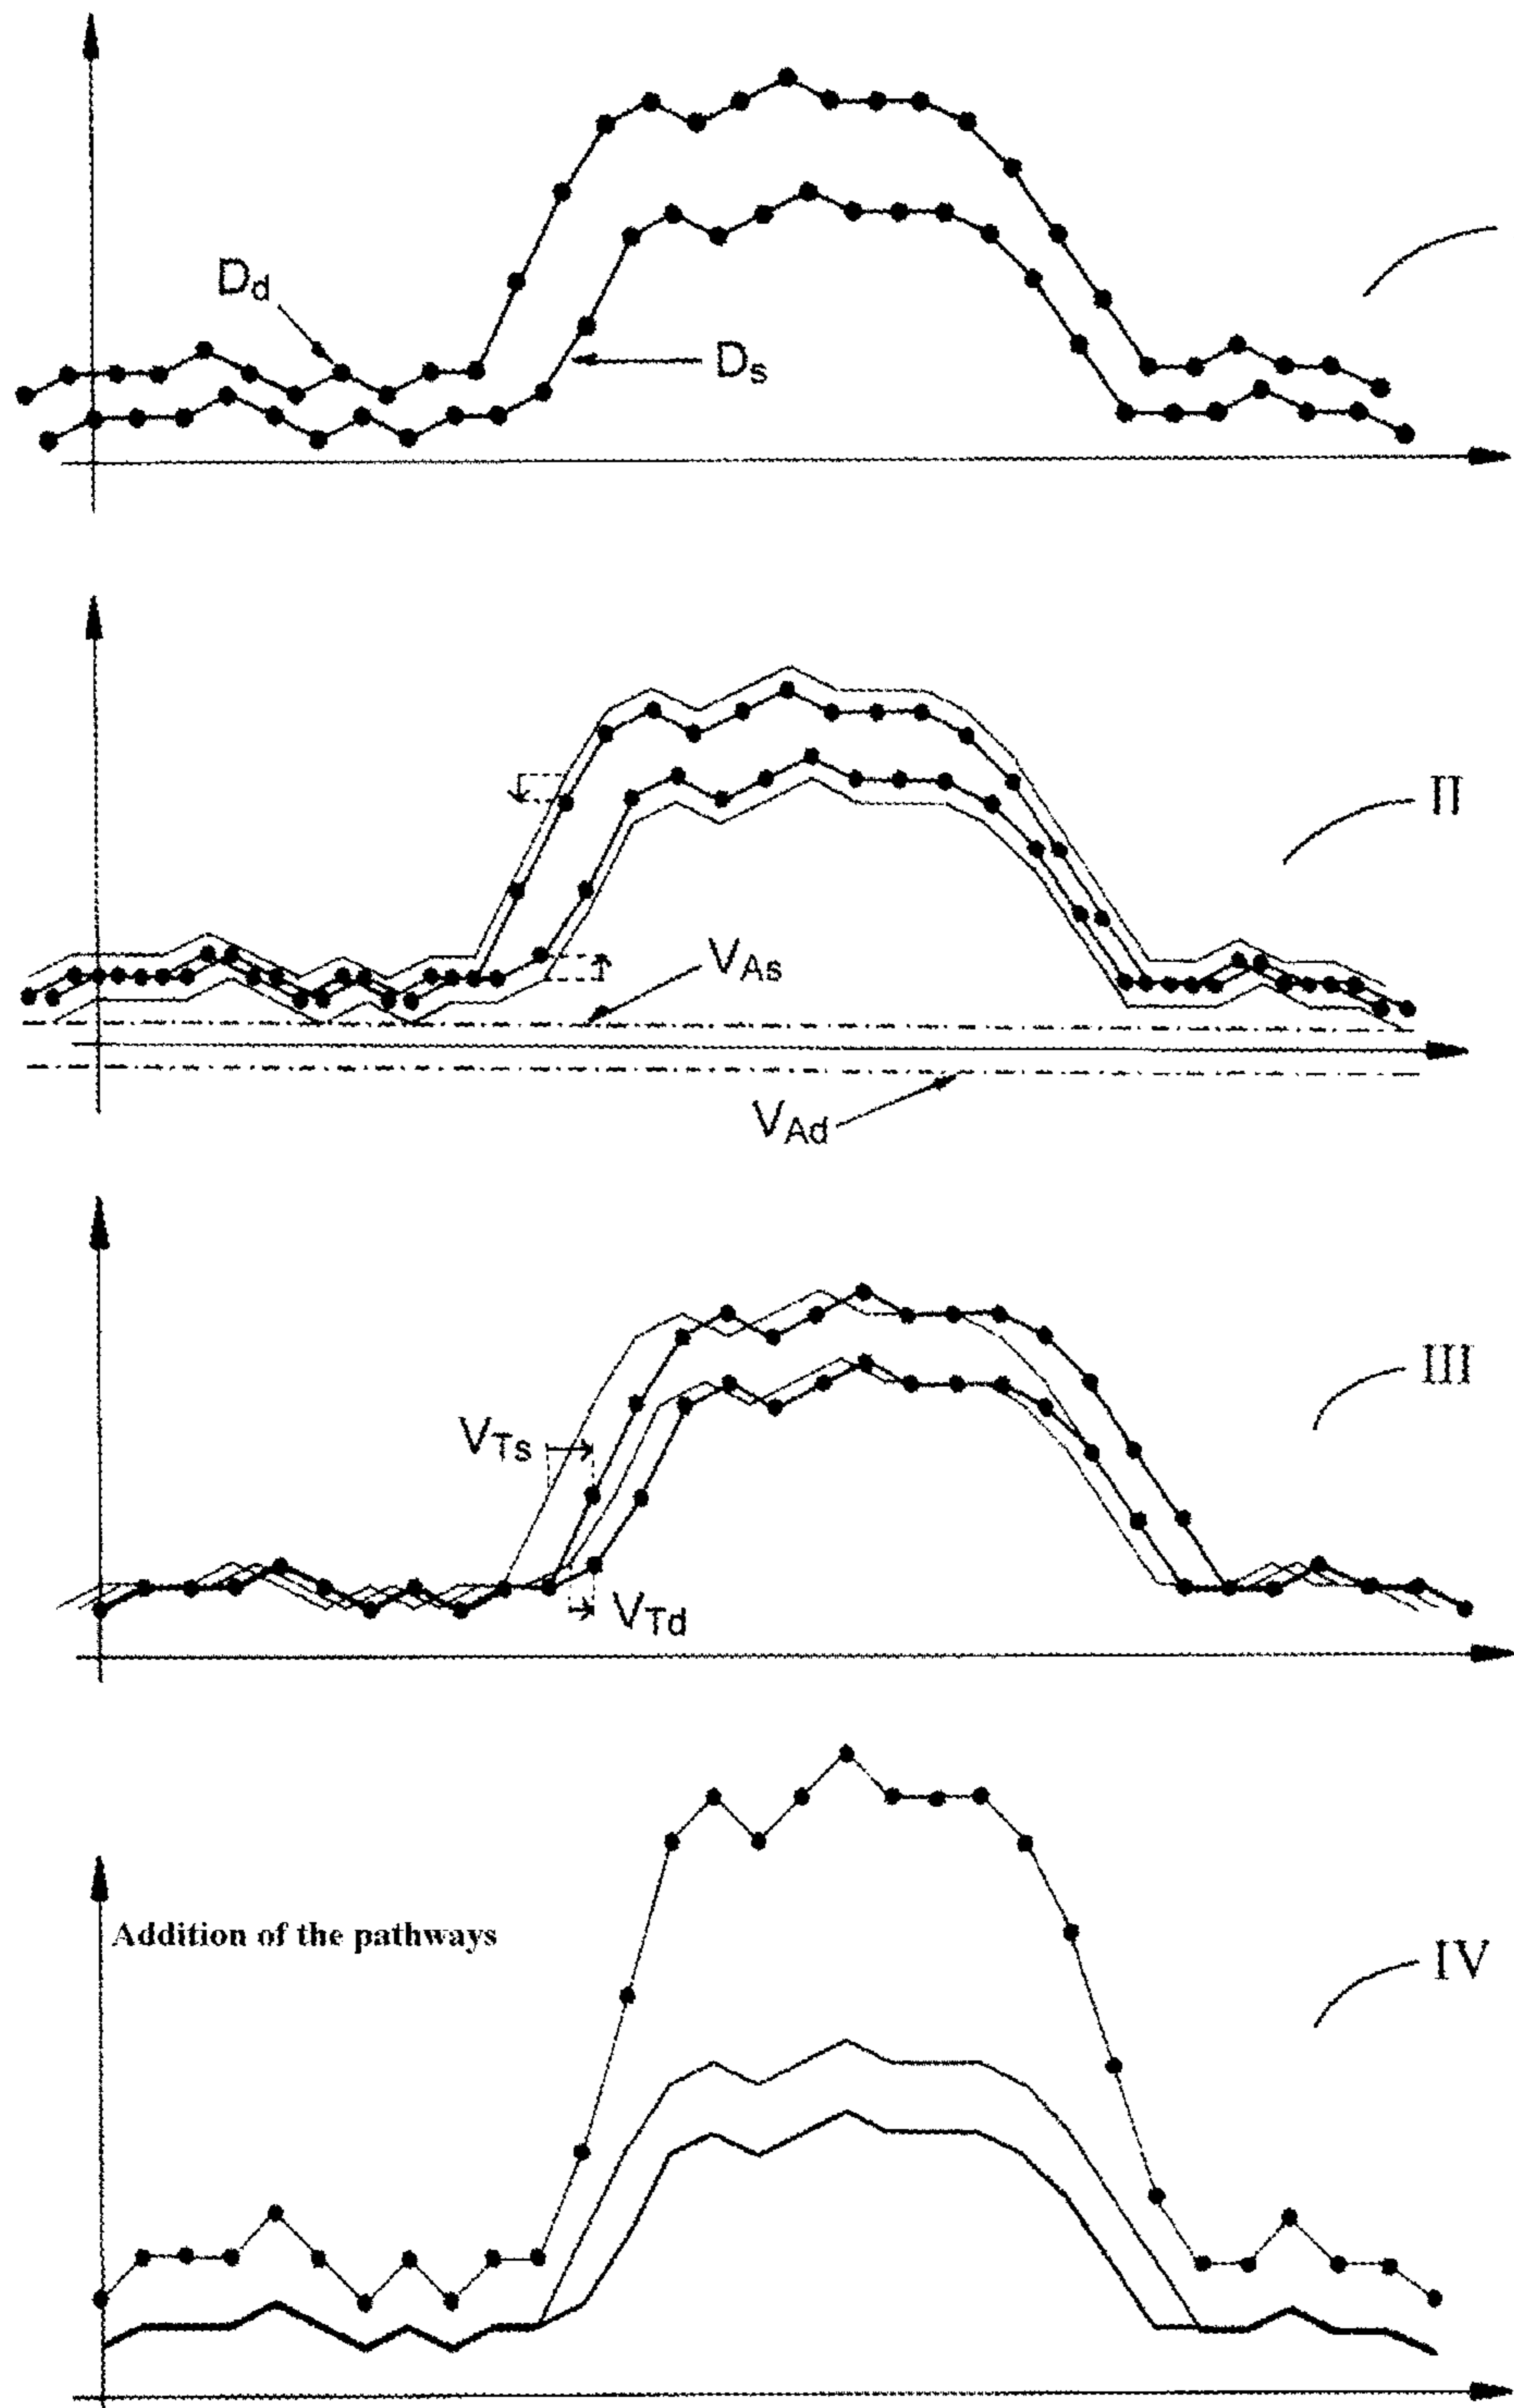 Dd
Ds
II
VAs
VAd
III
VTs
VTd
Addition of the pathways
IV